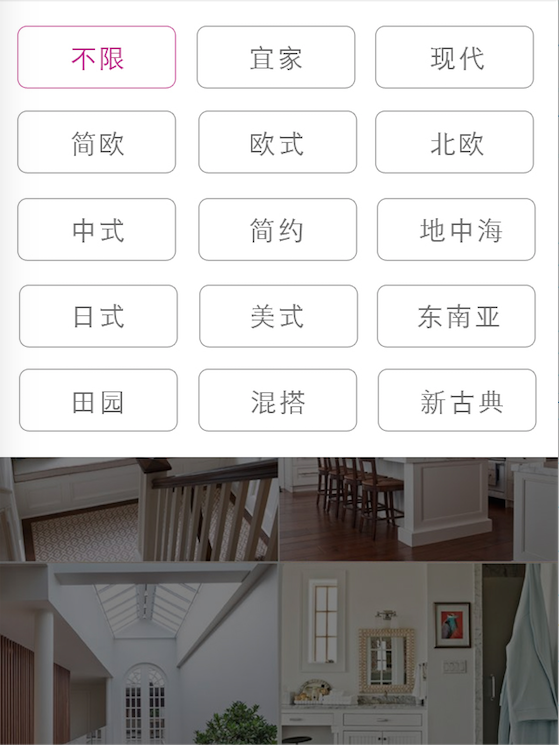 不限 宜家 现代
简欧 欧式 北欧
中式 简约 地中海
日式 美式 东南亚
田园 混搭 新古典